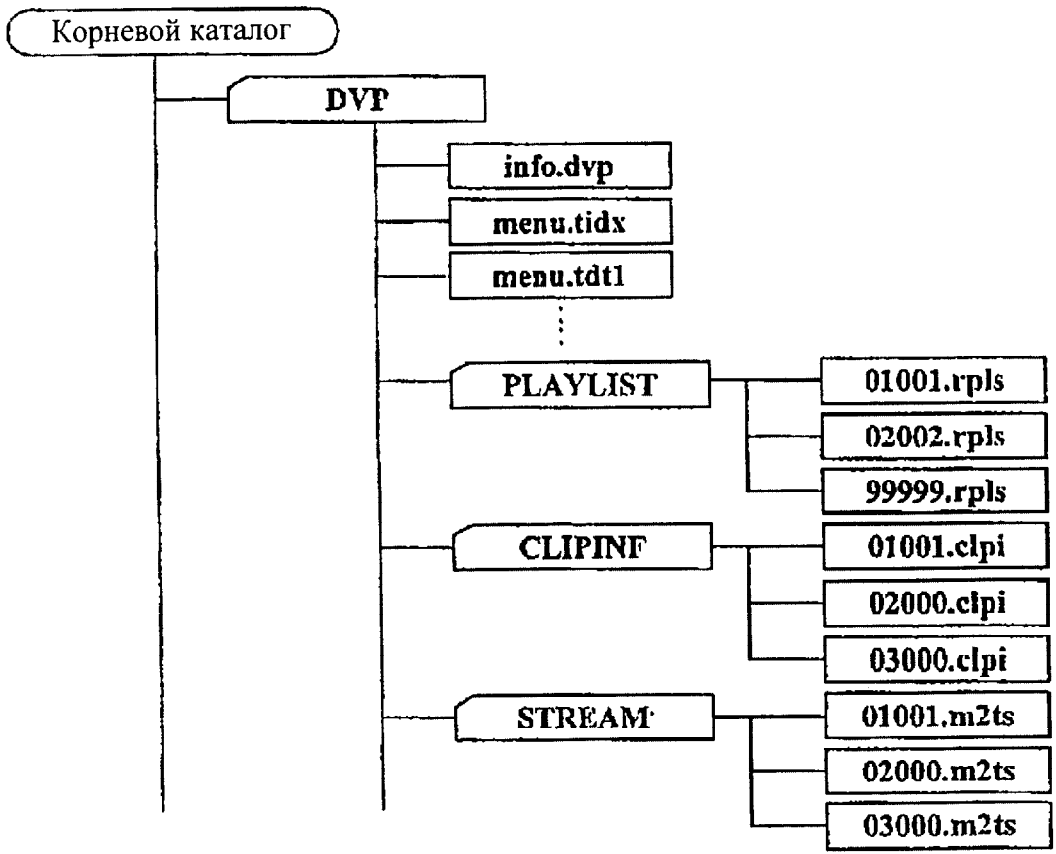 Корневой каталог
DVP
info.dvp
menu.tidx
menu.tdt1
PLAYLIST
01001.rpls
02002.rpls
99999.rpls
CLIPINF
01001.clpi
02000.clpi
03000.clpi
STREAM
01001.m2ts
02000.m2ts
03000.m2ts